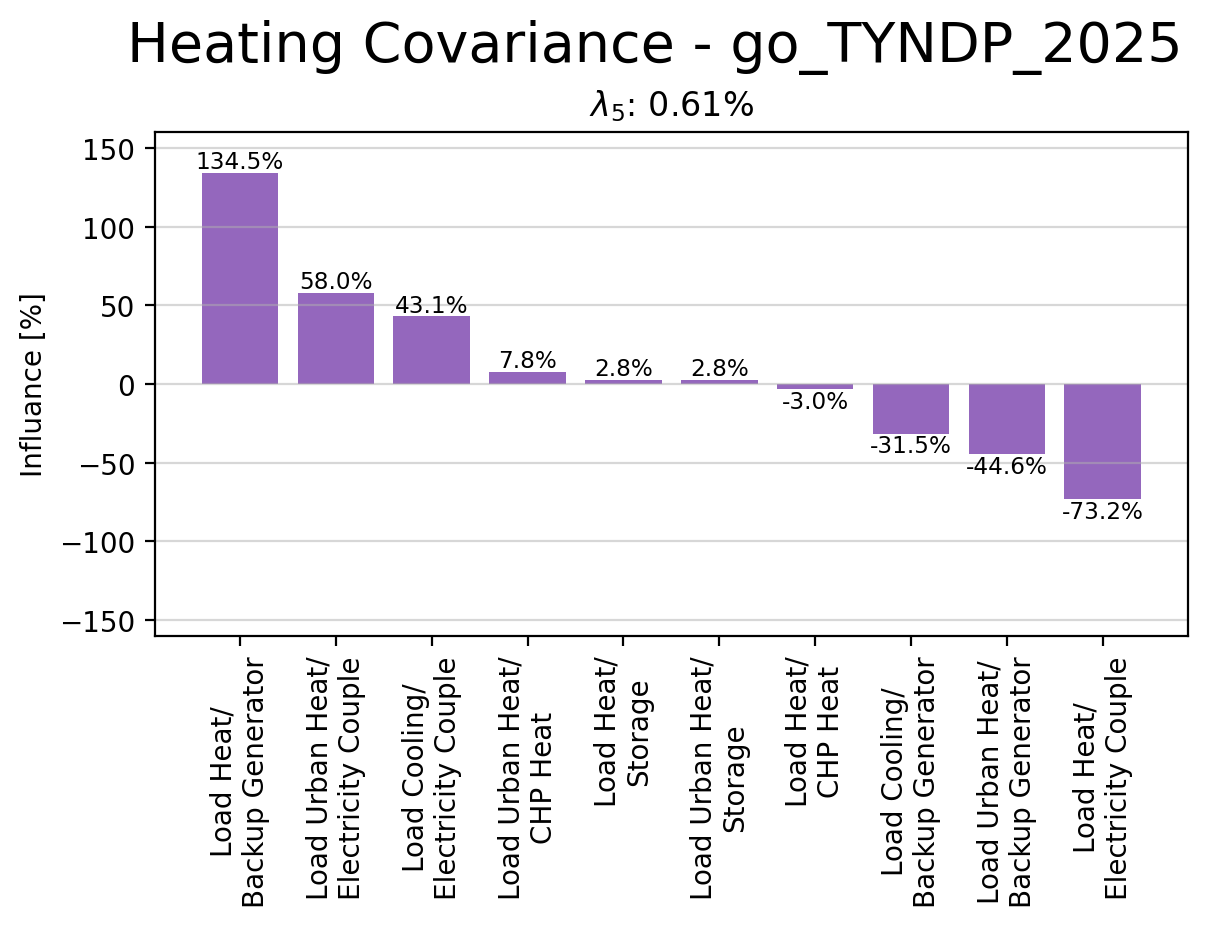 Heating Covariance - go_TYNDP_2025
λ₅: 0.61%
Influance [%]
150
100
50
0
−50
−100
−150
134.5%
58.0%
43.1%
7.8%
2.8%
2.8%
-3.0%
-31.5%
-44.6%
-73.2%
Load Heat/
Backup Generator
Load Urban Heat/
Electricity Couple
Load Cooling/
Electricity Couple
Load Urban Heat/
CHP Heat
Load Heat/
Storage
Load Urban Heat/
Storage
Load Heat/
CHP Heat
Load Cooling/
Backup Generator
Load Urban Heat/
Backup Generator
Load Heat/
Electricity Couple